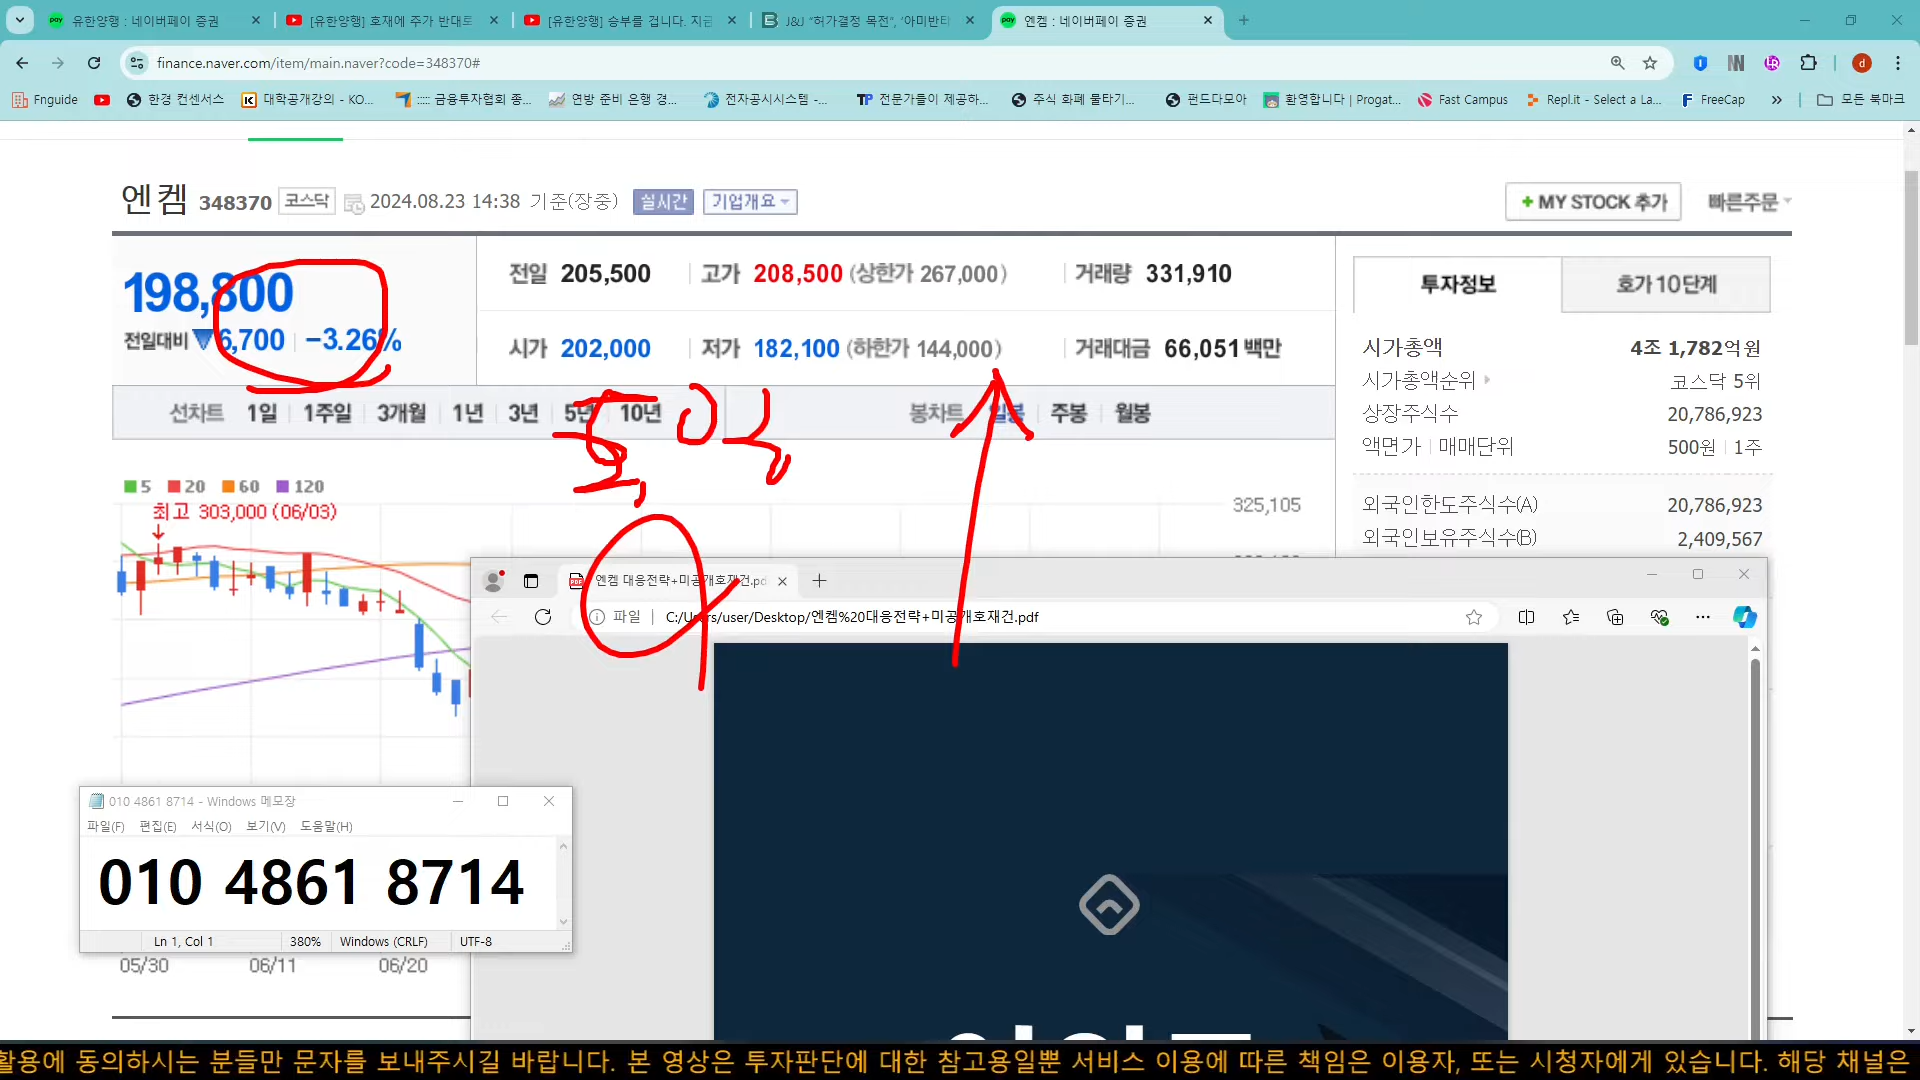 유한양행 : 네이버페이 증권
[유한양행] 호재에 주가 반대로
[유한양행] 승부를 겁니다. 지금
J&J “허가결정 목전”, ‘아미반티
엔켐 : 네이버페이 증권
finance.naver.com/item/main.naver?code=348370#
Fnguide
한경 컨센서스
대학공개강의 - KO...
::::: 금융투자협회 종...
연방 준비 은행 경...
전자공시시스템 -...
전문가들이 제공하...
주식 화폐 물타기...
펀드다모아
환영합니다 | Progat...
Fast Campus
Repl.it - Select a La...
FreeCap
모든 북마크
엔켐 348370 코스닥 2024.08.23 14:38 기준(장중) 실시간 기업개요
+ MY STOCK 추가 빠른주문
198,800
전일대비 ▼6,700 | -3.26%
전일 205,500 고가 208,500 (상한가 267,000) 거래량 331,910
시가 202,000 저가 182,100 (하한가 144,000) 거래대금 66,051 백만
투자정보 호가 10단계
시가총액 4조 1,782억원
시가총액순위 코스닥 5위
상장주식수 20,786,923
액면가 | 매매단위 500원 | 1주
외국인한도주식수(A) 20,786,923
외국인보유주식수(B) 2,409,567
선차트 1일 1주일 3개월 1년 3년 5년 10년 봉차트 일봉 주봉 월봉
5 20 60 120
최고 303,000 (06/03)
325,105
엔켐 대응전략+미공개호재건.pd
파일 | C:/Users/user/Desktop/엔켐%20대응전략+미공개호재건.pdf
010 4861 8714 - Windows 메모장
파일(F) 편집(E) 서식(O) 보기(V) 도움말(H)
010 4861 8714
Ln 1, Col 1 380% Windows (CRLF) UTF-8
05/30 06/11 06/20
활용에 동의하시는 분들만 문자를 보내주시길 바랍니다. 본 영상은 투자판단에 대한 참고용일뿐 서비스 이용에 따른 책임은 이용자, 또는 시청자에게 있습니다. 해당 채널은